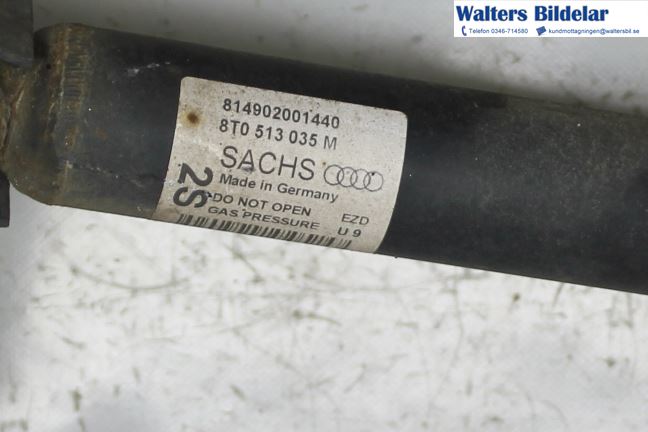 Walters Bildelar
Telefon 0346-714580 kundmottagningen@waltersbil.se
814902001440
8T0 513 035 M
SACHS
Made in Germany
2S
DO NOT OPEN EZD
GAS PRESSURE U 9